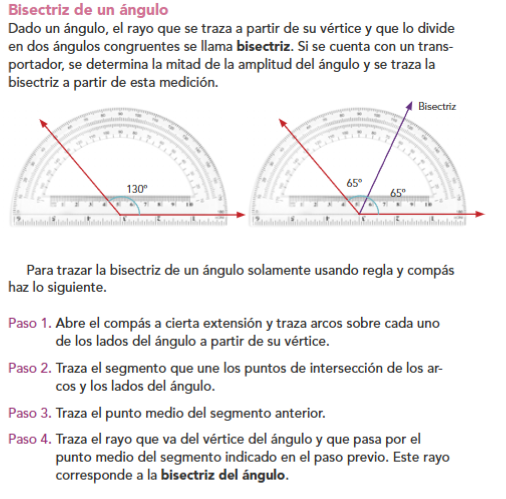 Bisectriz de un ángulo
Dado un ángulo, el rayo que se traza a partir de su vértice y que lo divide
en dos ángulos congruentes se llama bisectriz. Si se cuenta con un trans-
portador, se determina la mitad de la amplitud del ángulo y se traza la
bisectriz a partir de esta medición.
Bisectriz
130°
65°
65°
Para trazar la bisectriz de un ángulo solamente usando regla y compás
haz lo siguiente.
Paso 1. Abre el compás a cierta extensión y traza arcos sobre cada uno
de los lados del ángulo a partir de su vértice.
Paso 2. Traza el segmento que une los puntos de intersección de los ar-
cos y los lados del ángulo.
Paso 3. Traza el punto medio del segmento anterior.
Paso 4. Traza el rayo que va del vértice del ángulo y que pasa por el
punto medio del segmento indicado en el paso previo. Este rayo
corresponde a la bisectriz del ángulo.